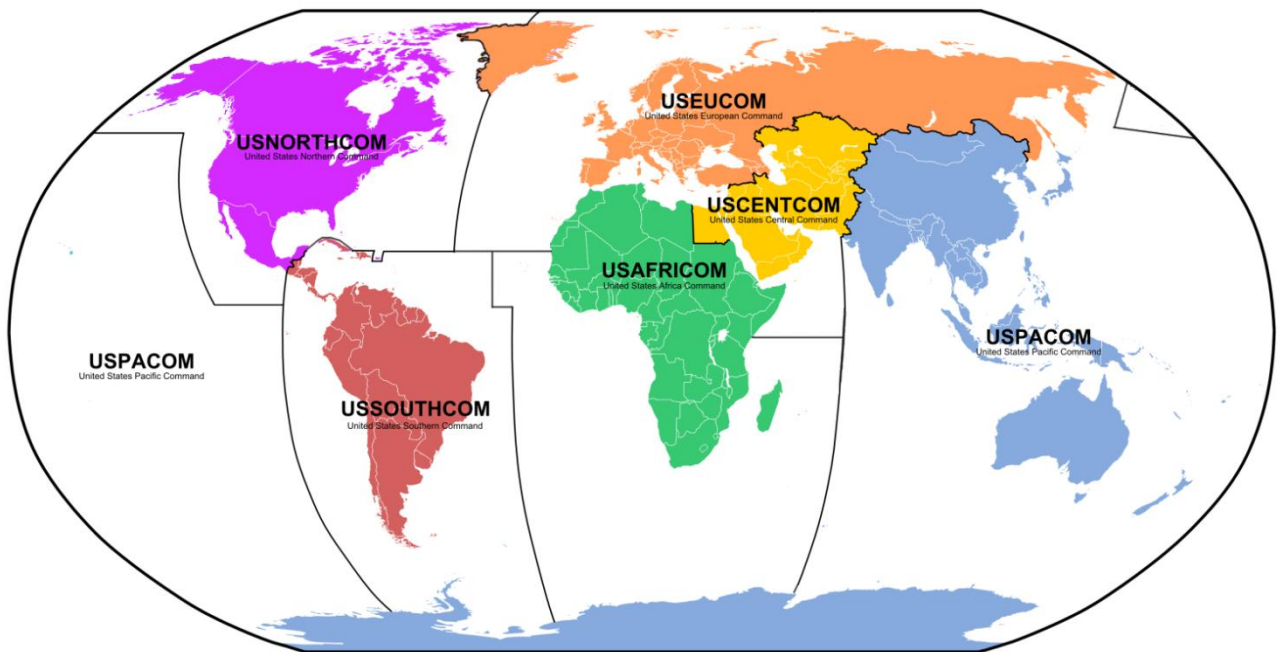 USEUCOM
United States European Command
USNORTHCOM
United States Northern Command
USCENTCOM
United States Central Command
USAFRICOM
United States Africa Command
USPACOM
United States Pacific Command
USPACOM
United States Pacific Command
USSOUTHCOM
United States Southern Command